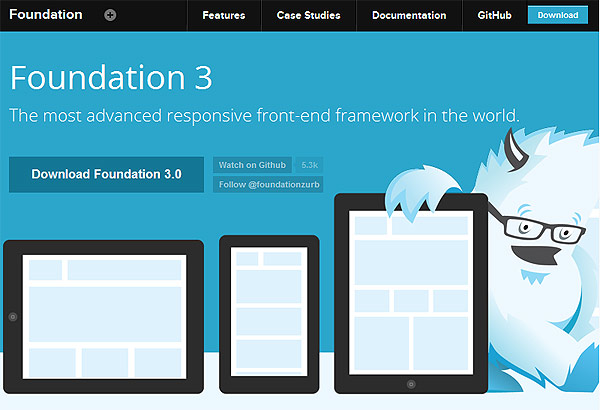 Foundation
Features
Case Studies
Documentation
GitHub
Download
Foundation 3
The most advanced responsive front-end framework in the world.
Download Foundation 3.0
Watch on Github 5.3k
Follow @foundationzurb